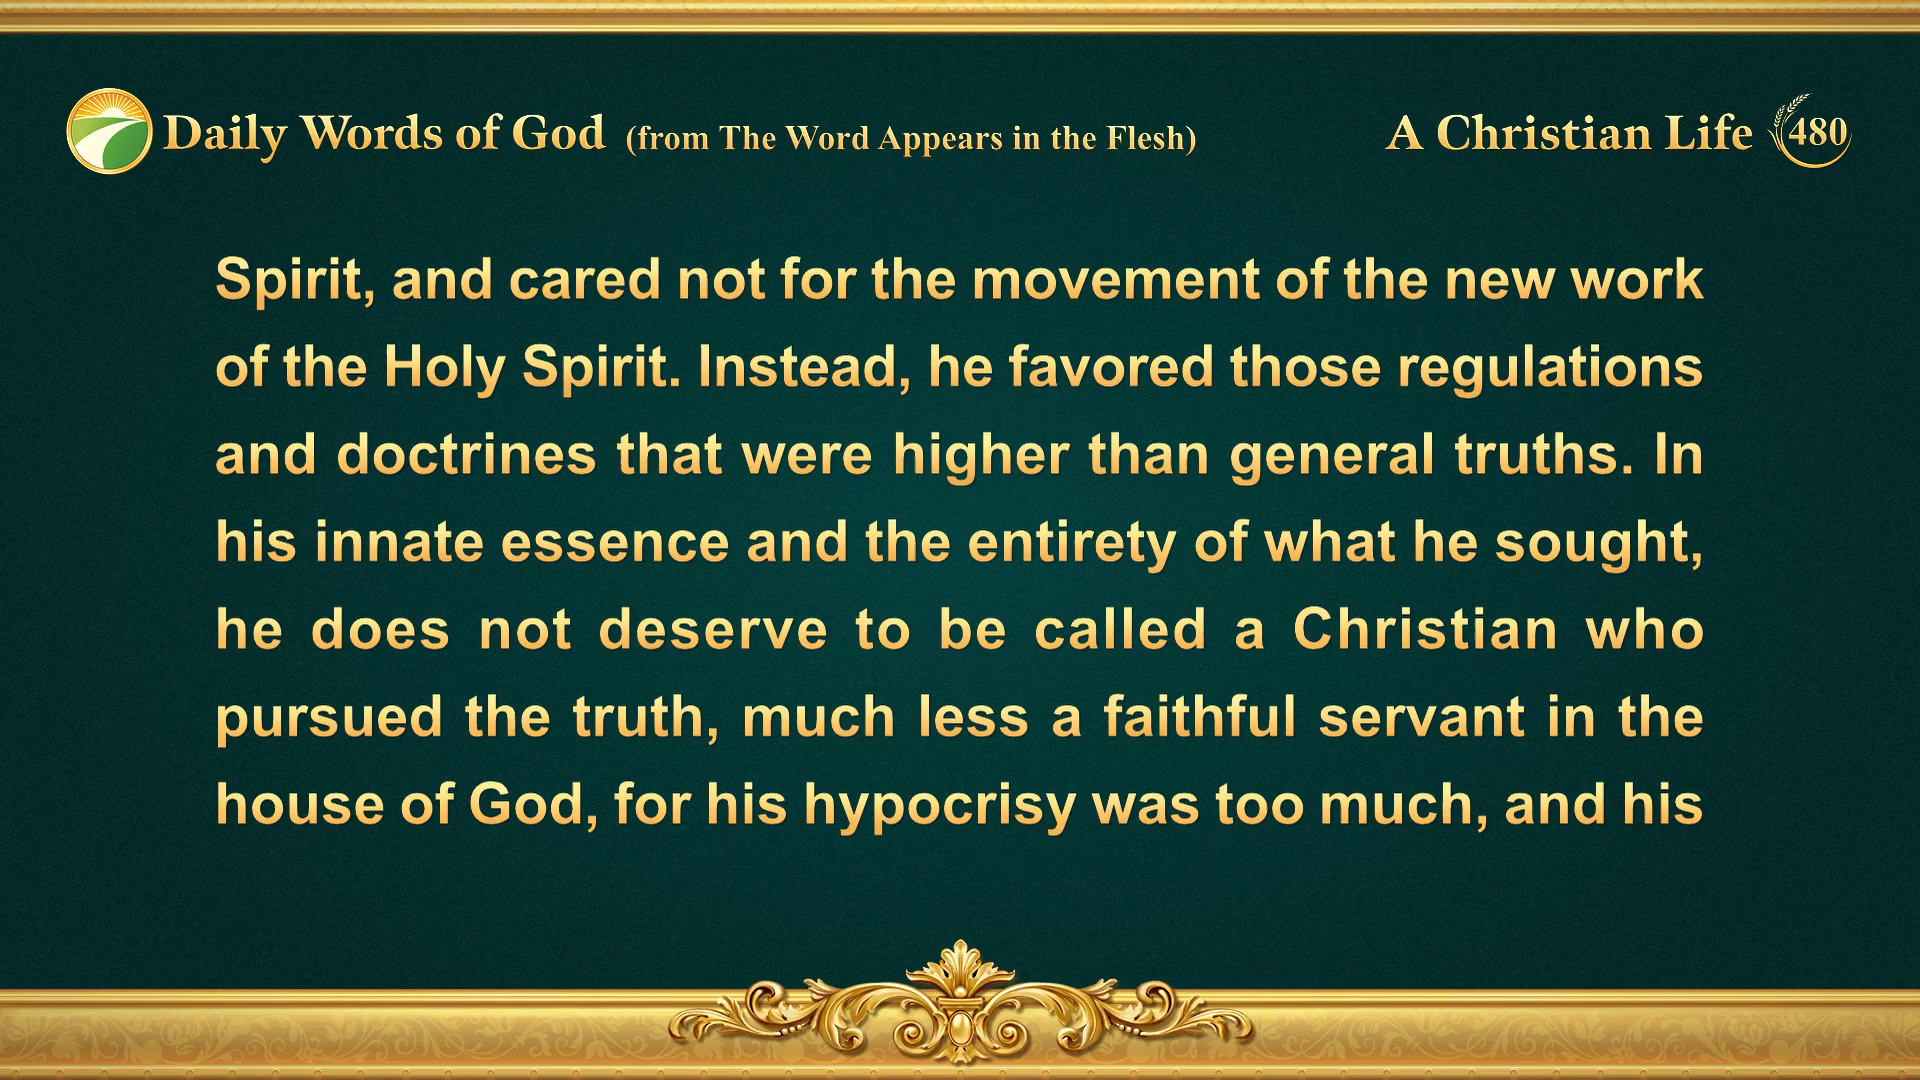 Daily Words of God (from The Word Appears in the Flesh) A Christian Life 480
Spirit, and cared not for the movement of the new work
of the Holy Spirit. Instead, he favored those regulations
and doctrines that were higher than general truths. In
his innate essence and the entirety of what he sought,
he does not deserve to be called a Christian who
pursued the truth, much less a faithful servant in the
house of God, for his hypocrisy was too much, and his